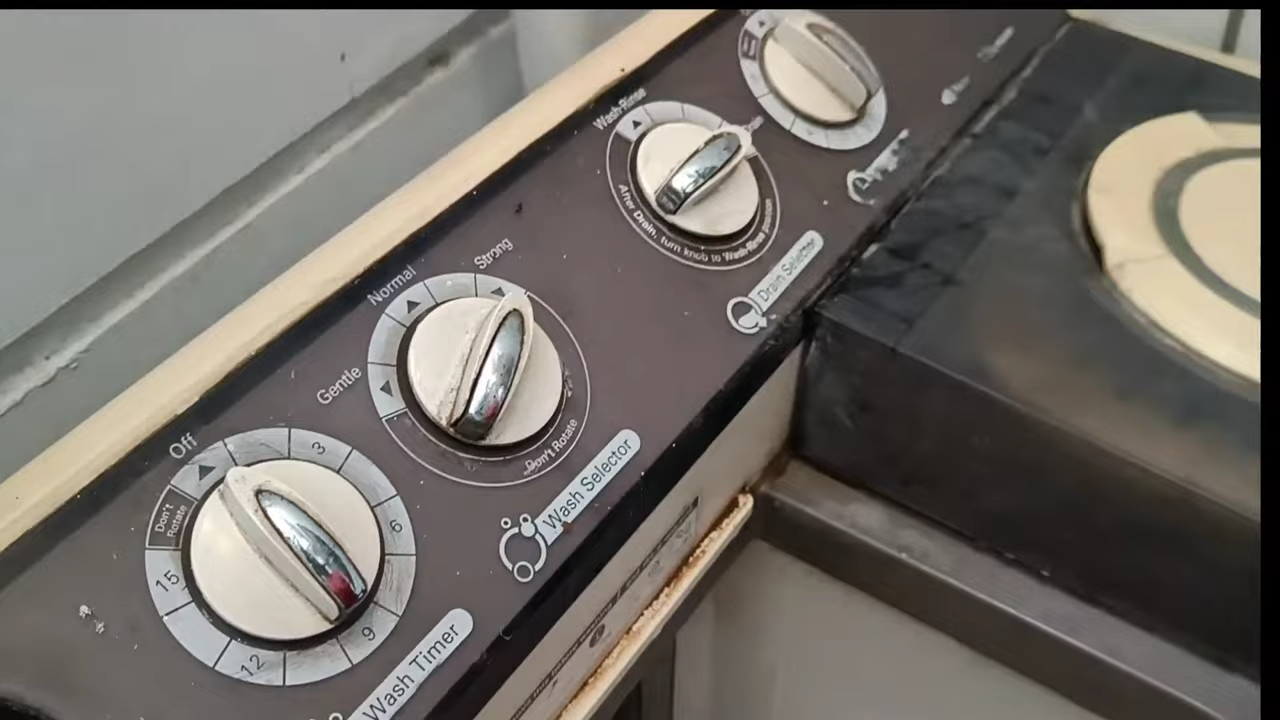 Off
3
6
9
12
15
Don't
Rotate
Wash Timer
Gentle
Normal
Strong
Don't Rotate
Wash Selector
Wash-Rinse
After Drain, turn knob to Wash-Rinse position
Drain Selector